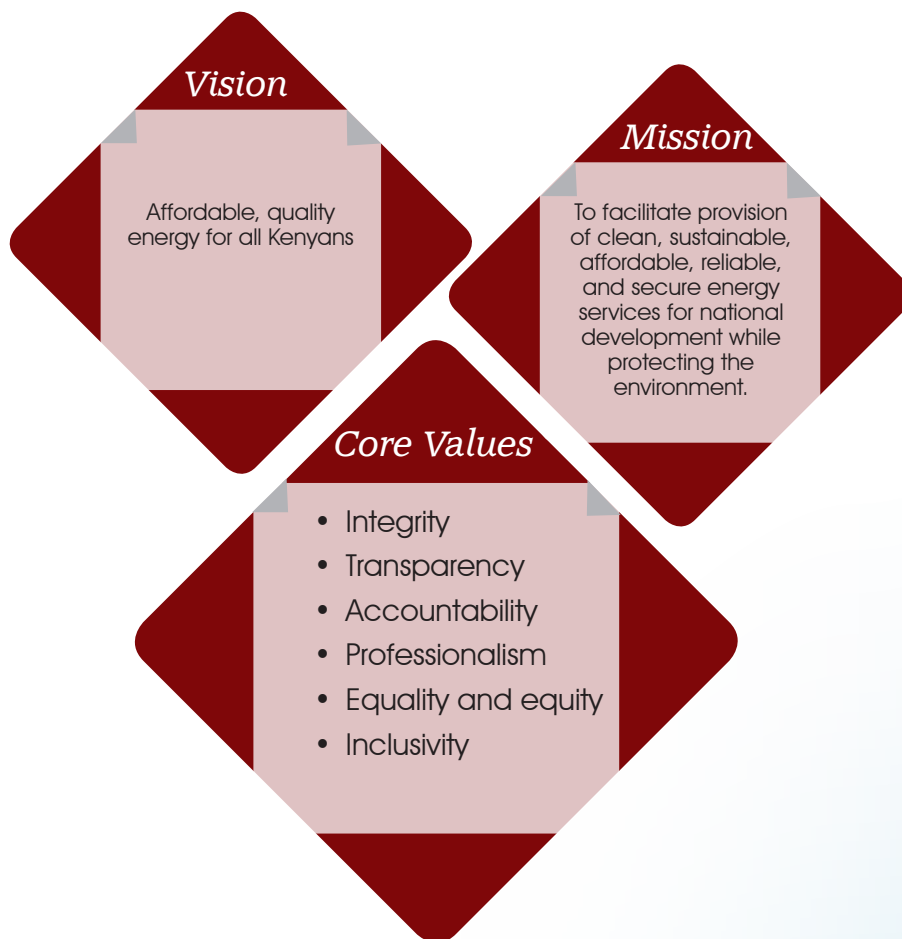 Vision
Affordable, quality
energy for all Kenyans
Mission
To facilitate provision
of clean, sustainable,
affordable, reliable,
and secure energy
services for national
development while
protecting the
environment.
Core Values
• Integrity
• Transparency
• Accountability
• Professionalism
• Equality and equity
• Inclusivity